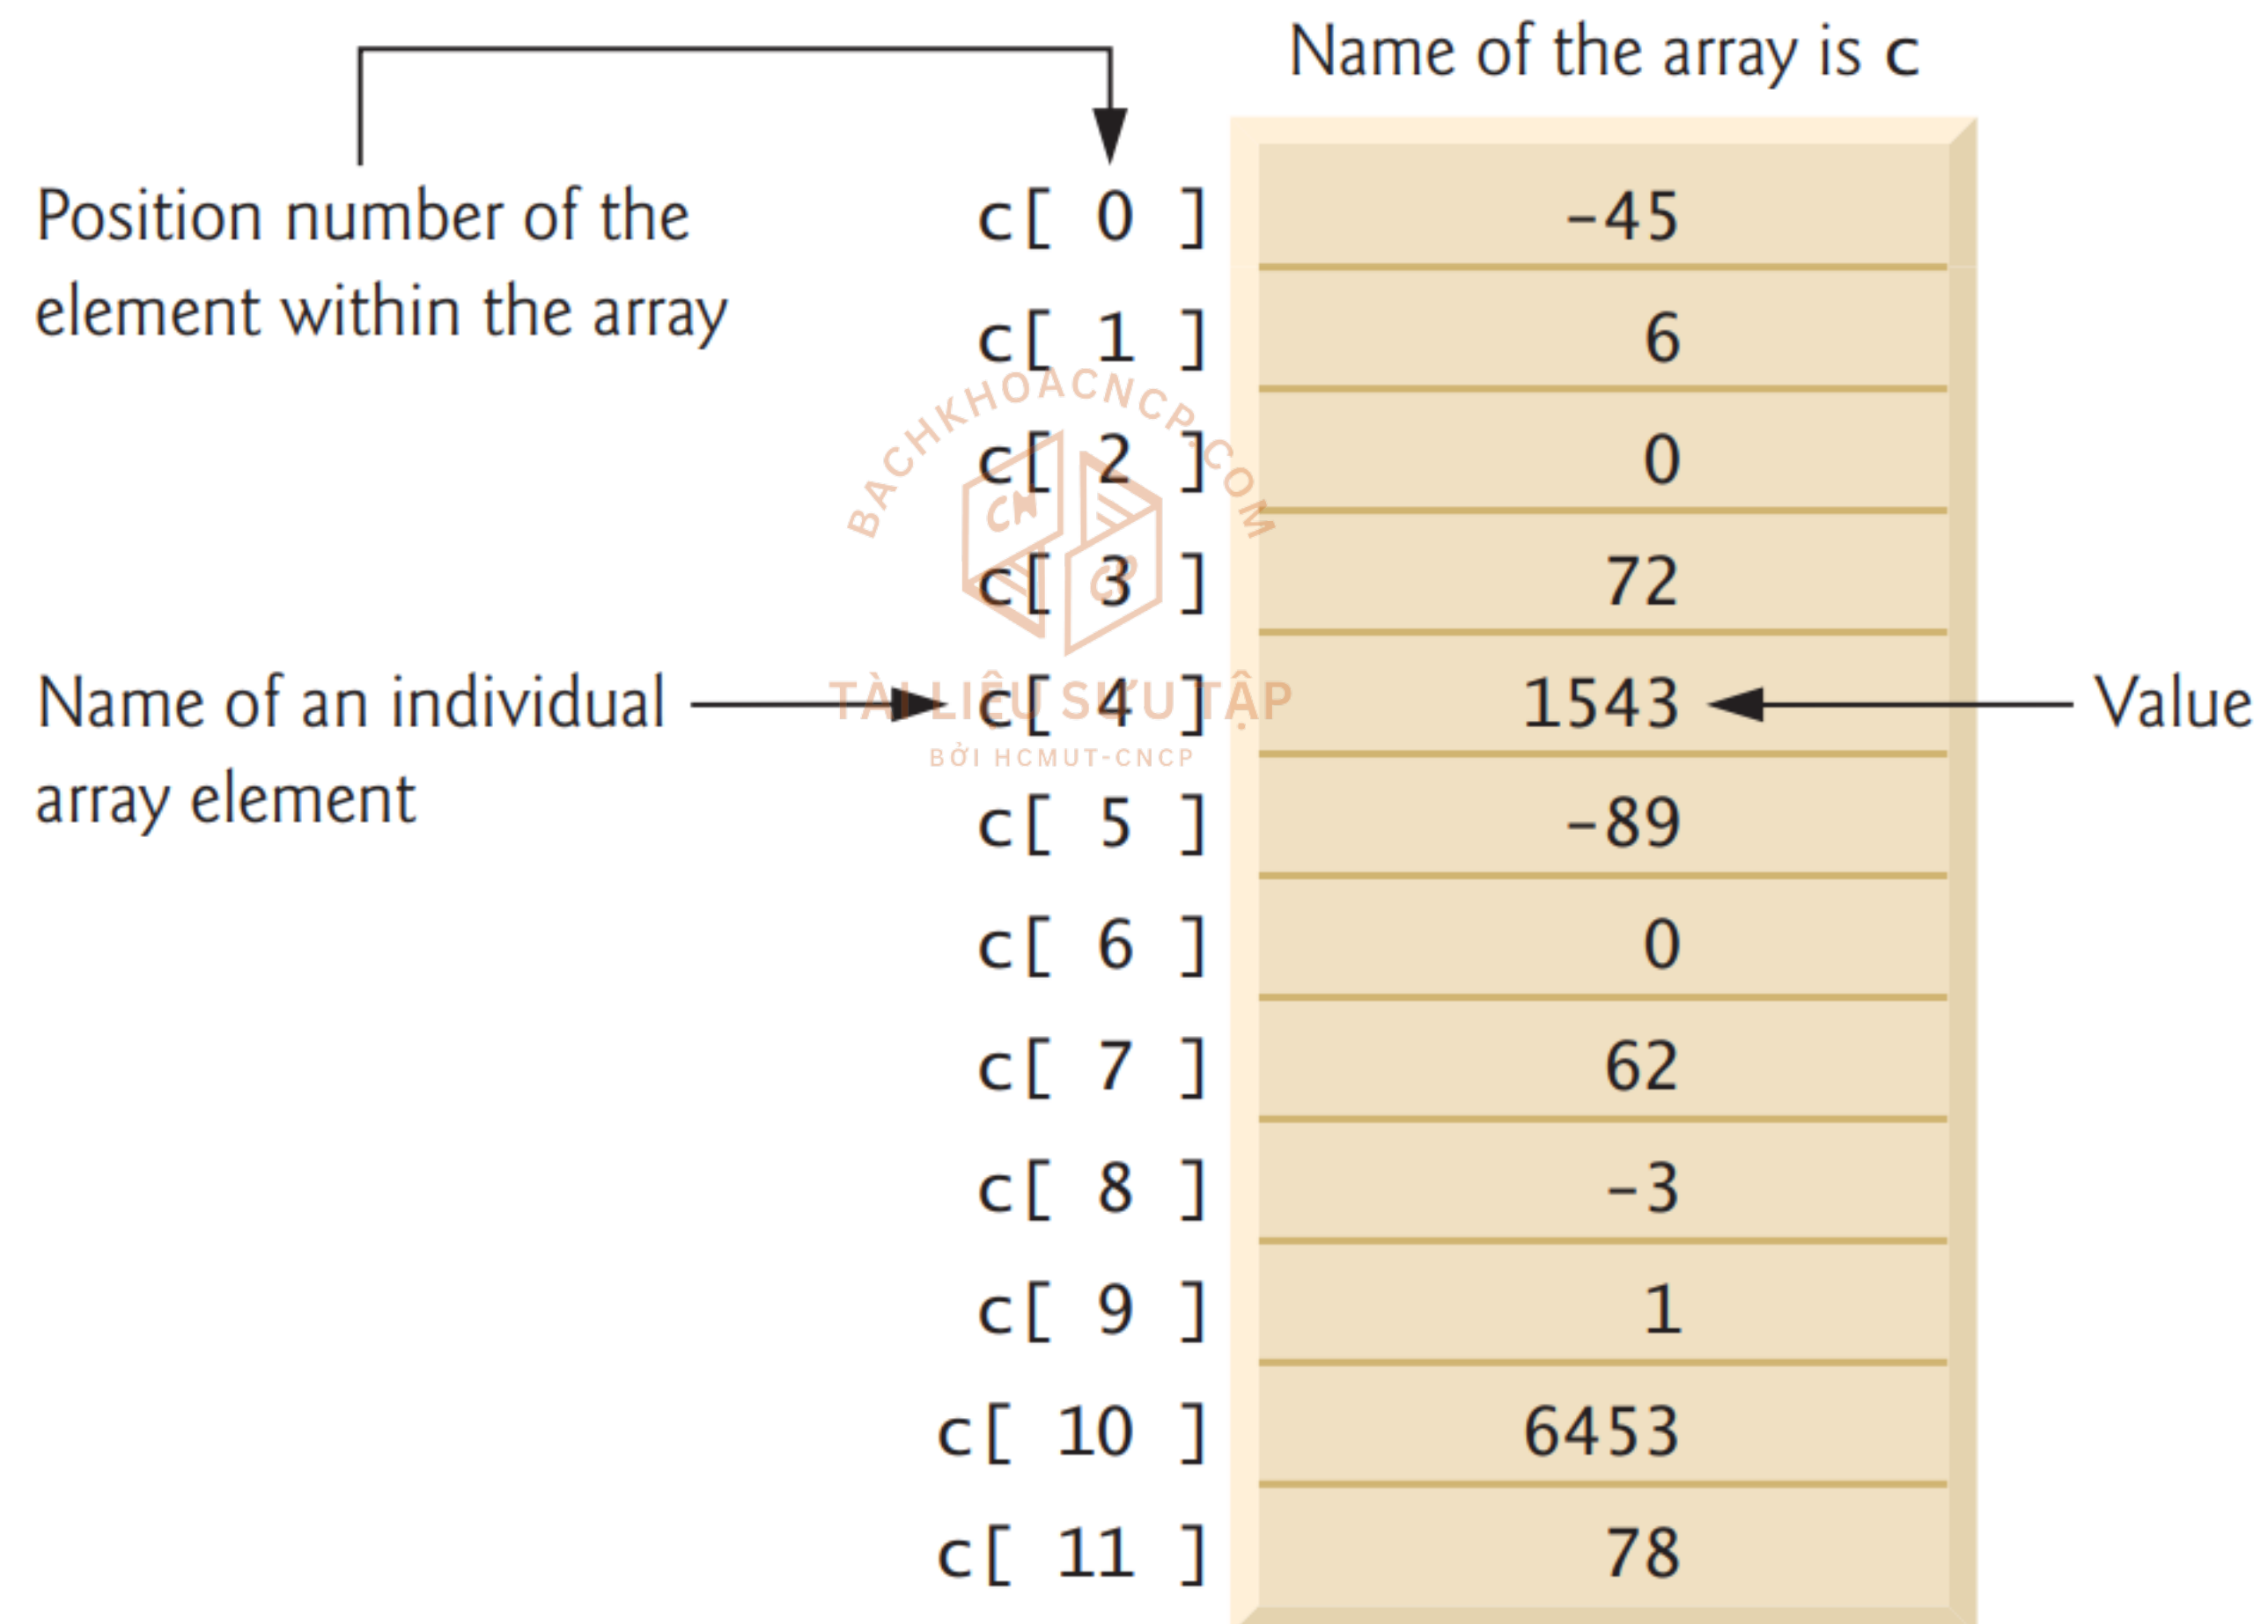 Name of the array is c
Position number of the
element within the array
c[ 0 ] -45
c[ 1 ] 6
c[ 2 ] 0
c[ 3 ] 72
Name of an individual
array element
c[ 4 ] 1543
Value
c[ 5 ] -89
c[ 6 ] 0
c[ 7 ] 62
c[ 8 ] -3
c[ 9 ] 1
c[ 10 ] 6453
c[ 11 ] 78
BACHKHOACNCP.COM
CN
CP
TÀI LIỆU SƯU TẬP
BỞI HCMUT-CNCP